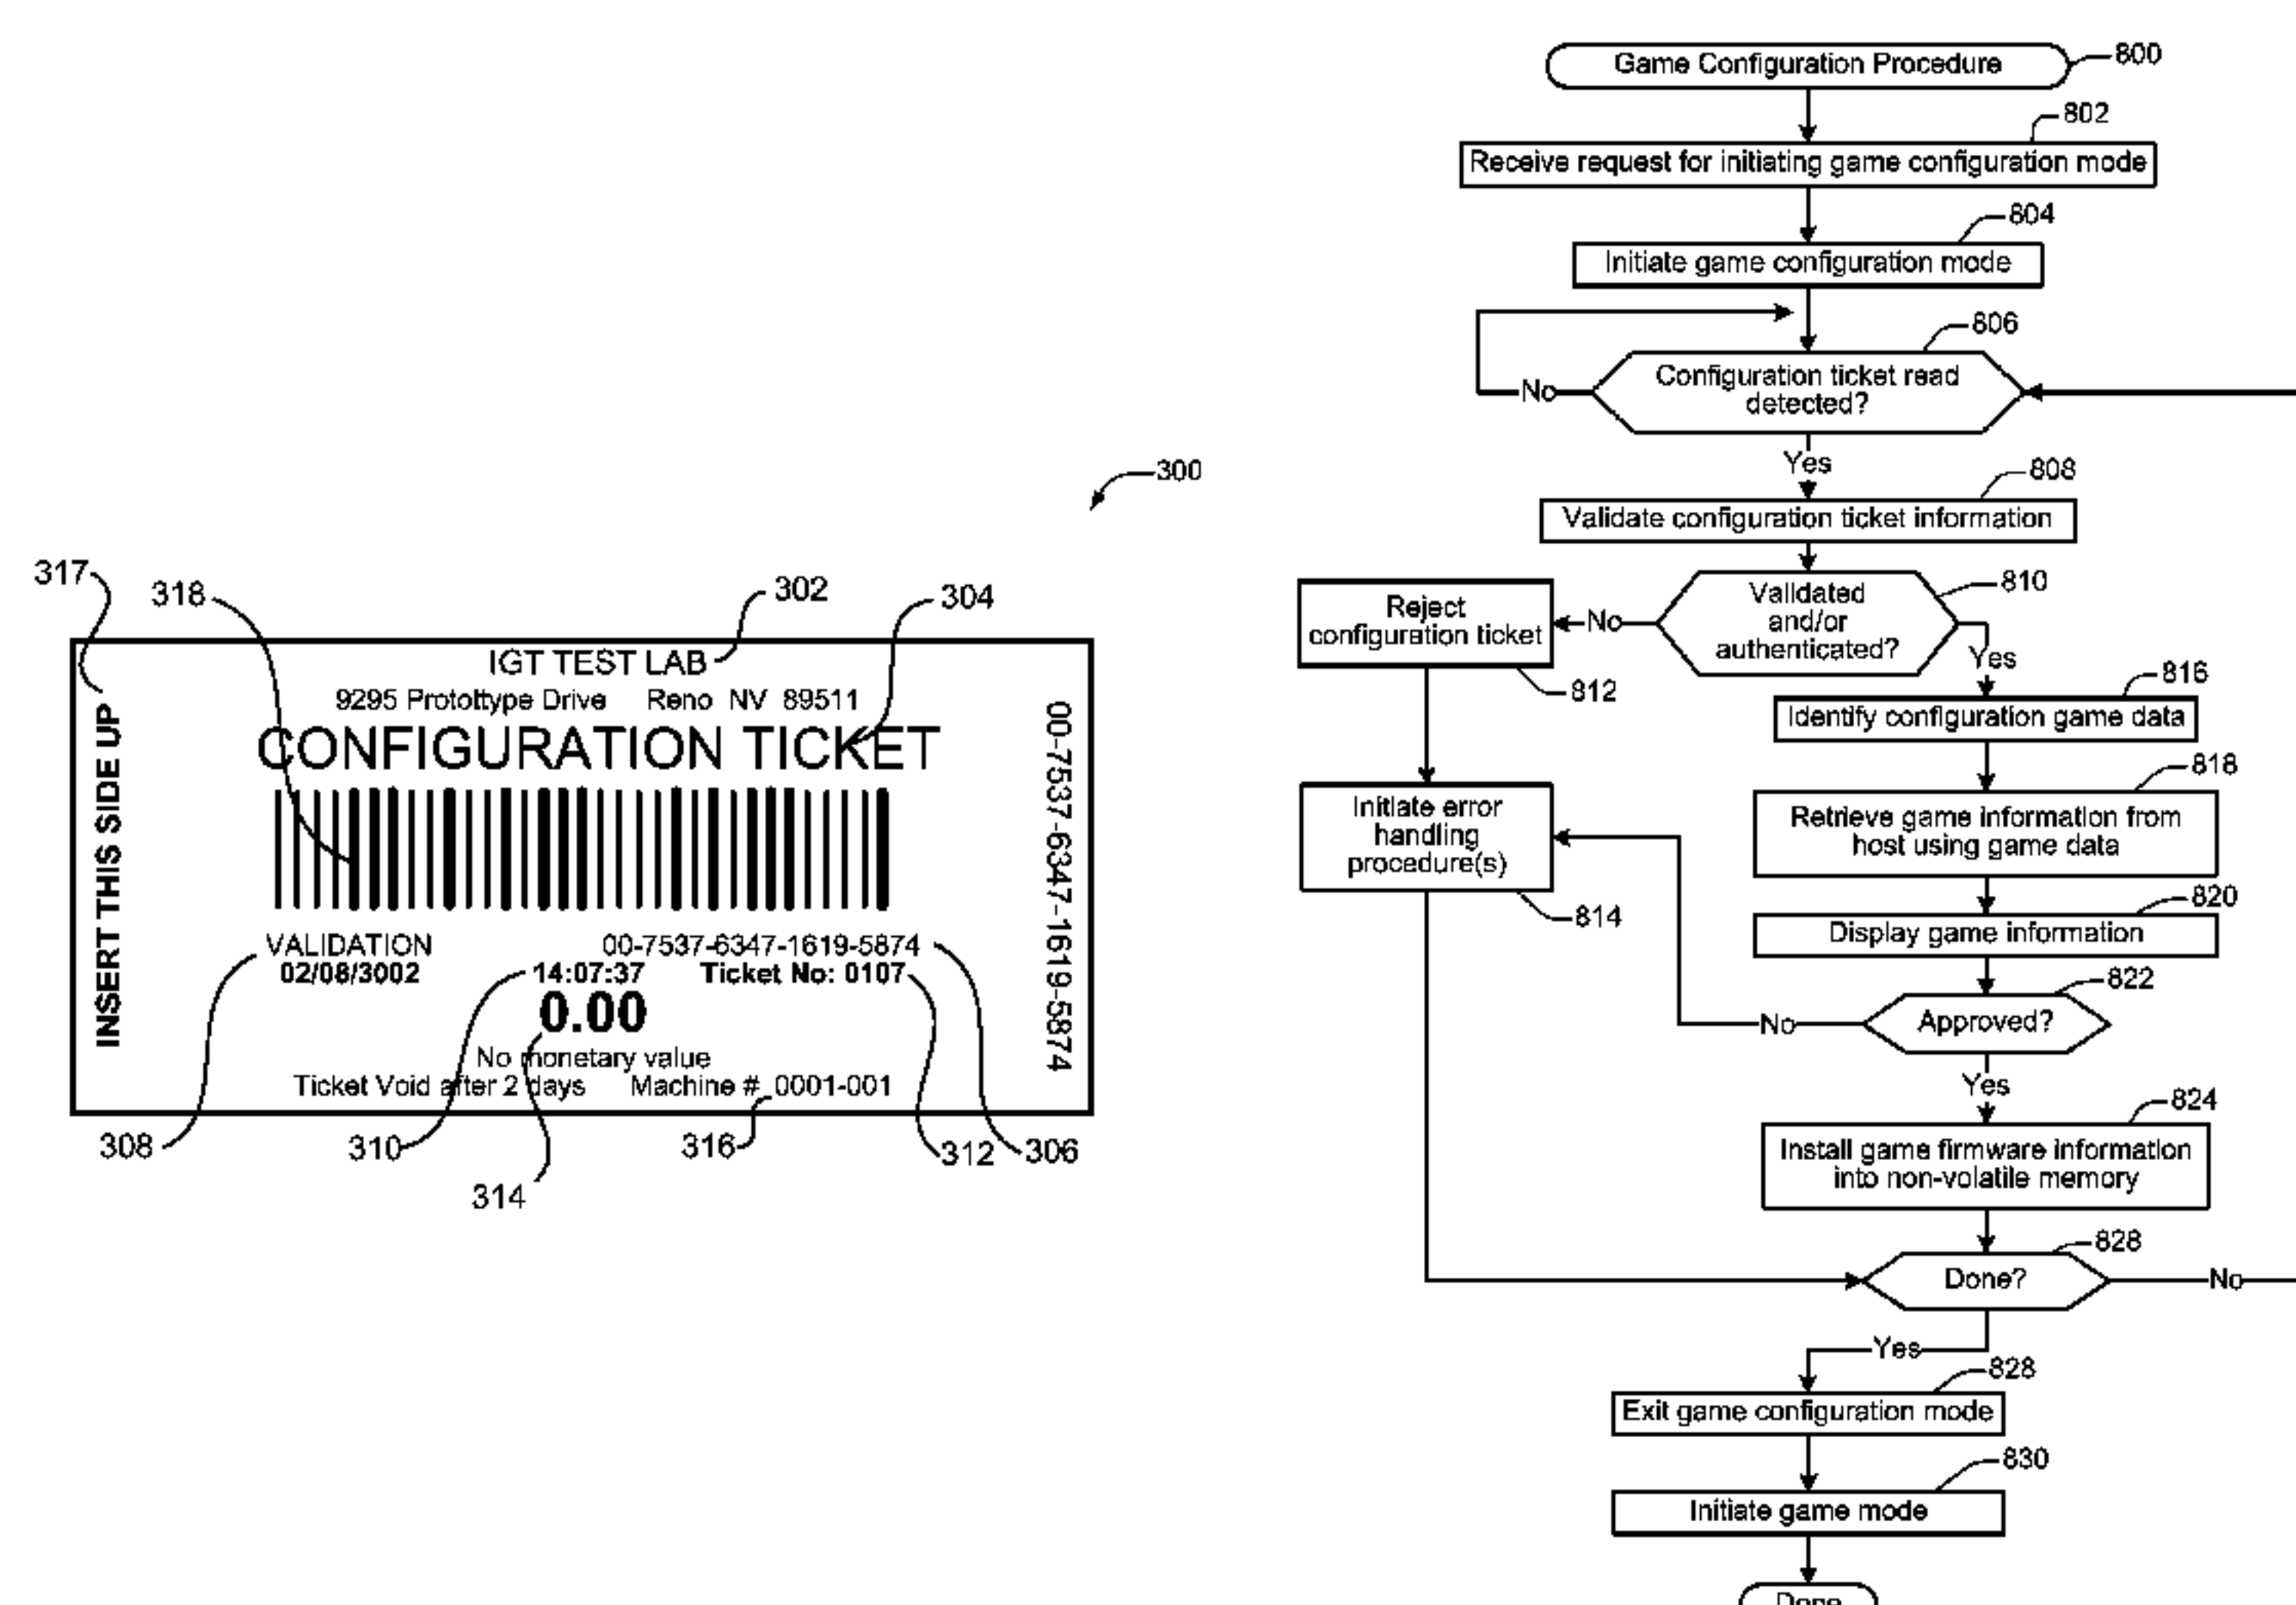 300
317
318
302
304
IGT TEST LAB
9295 Protottype Drive Reno NV 89511
CONFIGURATION TICKET
INSERT THIS SIDE UP
00-7537-6347-1619-5874
VALIDATION 00-7537-6347-1619-5874
02/08/3002 14:07:37 Ticket No: 0107
0.00
No monetary value
Ticket Void after 2 days Machine # 0001-001
308
310
314
316
312
306
Game Configuration Procedure
800
802
Receive request for initiating game configuration mode
804
Initiate game configuration mode
806
Configuration ticket read
detected?
No
Yes
808
Validate configuration ticket information
810
Validated
and/or
authenticated?
No
Yes
Reject
configuration ticket
812
816
Identify configuration game data
818
Retrieve game information from
host using game data
Initiate error
handling
procedure(s)
814
820
Display game information
822
Approved?
No
Yes
824
Install game firmware information
into non-volatile memory
828
Done?
No
Yes
828
Exit game configuration mode
830
Initiate game mode
Done